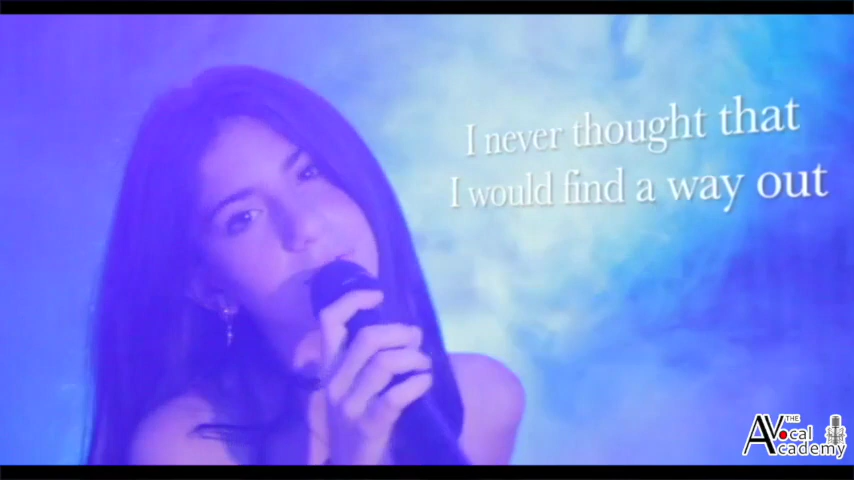 I never thought that
I would find a way out
THE
Vocal
Academy